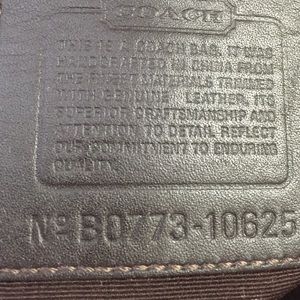 COACH
THIS IS A COACH BAG. IT WAS
HANDCRAFTED IN CHINA FROM
THE FINEST MATERIALS TRIMED
WITH GENUINE LEATHER, ITS
SUPERIOR CRAFTSMANSHIP AND
ATTENTION TO DETAIL REFLECT
OUR COMMITMENT TO ENDURING
QUALITY.
Nº B0773-10625